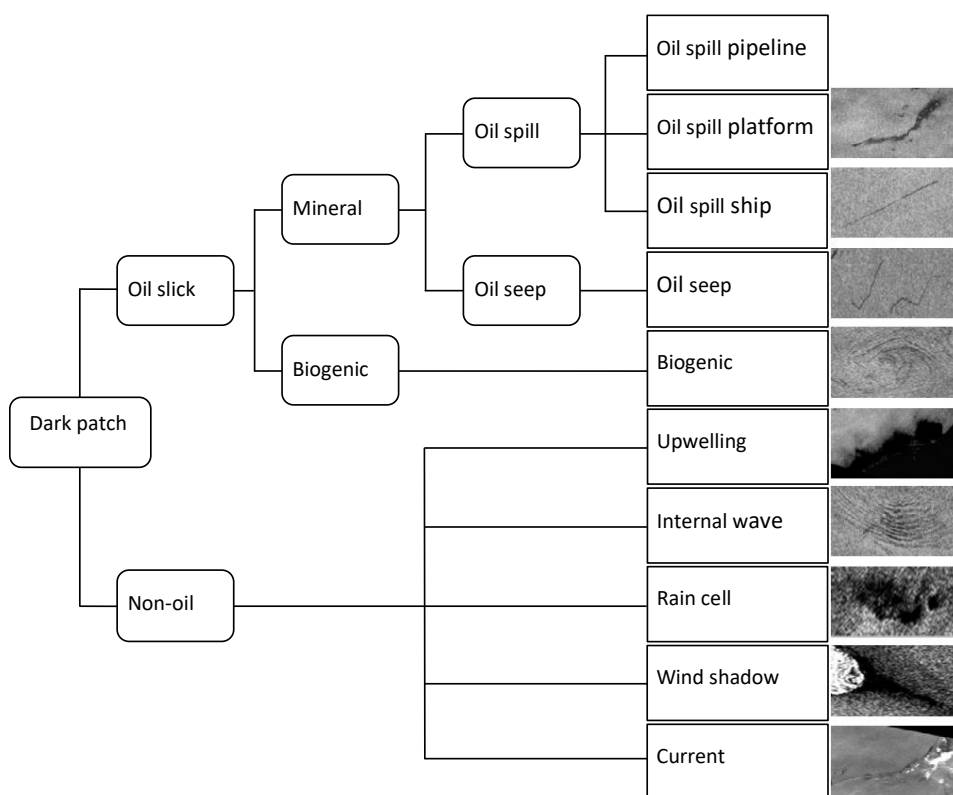 Oil spill pipeline
Oil spill
Oil spill platform
Mineral
Oil spill ship
Oil slick
Oil seep
Oil seep
Biogenic
Biogenic
Dark patch
Upwelling
Internal wave
Non-oil
Rain cell
Wind shadow
Current